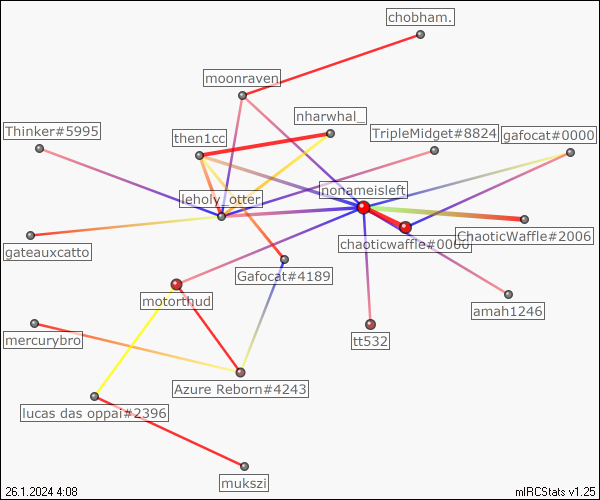 chobham.
moonraven
nharwhal_
Thinker#5995
then1cc
TripleMidget#8824
gafocat#0000
nonameisleft
leholy_otter
chaoticwaffle#0000
ChaoticWaffle#2006
gateauxcatto
Gafocat#4189
motorthud
amah1246
mercurybro
tt532
Azure Reborn#4243
lucas das oppai#2396
mukszi
26.1.2024 4:08
mIRCStats v1.25